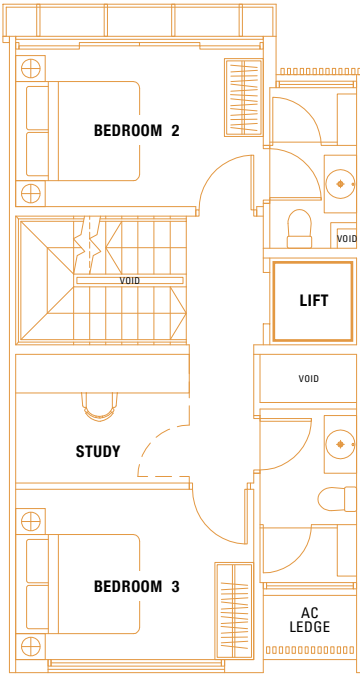 BEDROOM 2
VOID
VOID
LIFT
VOID
STUDY
BEDROOM 3
AC
LEDGE